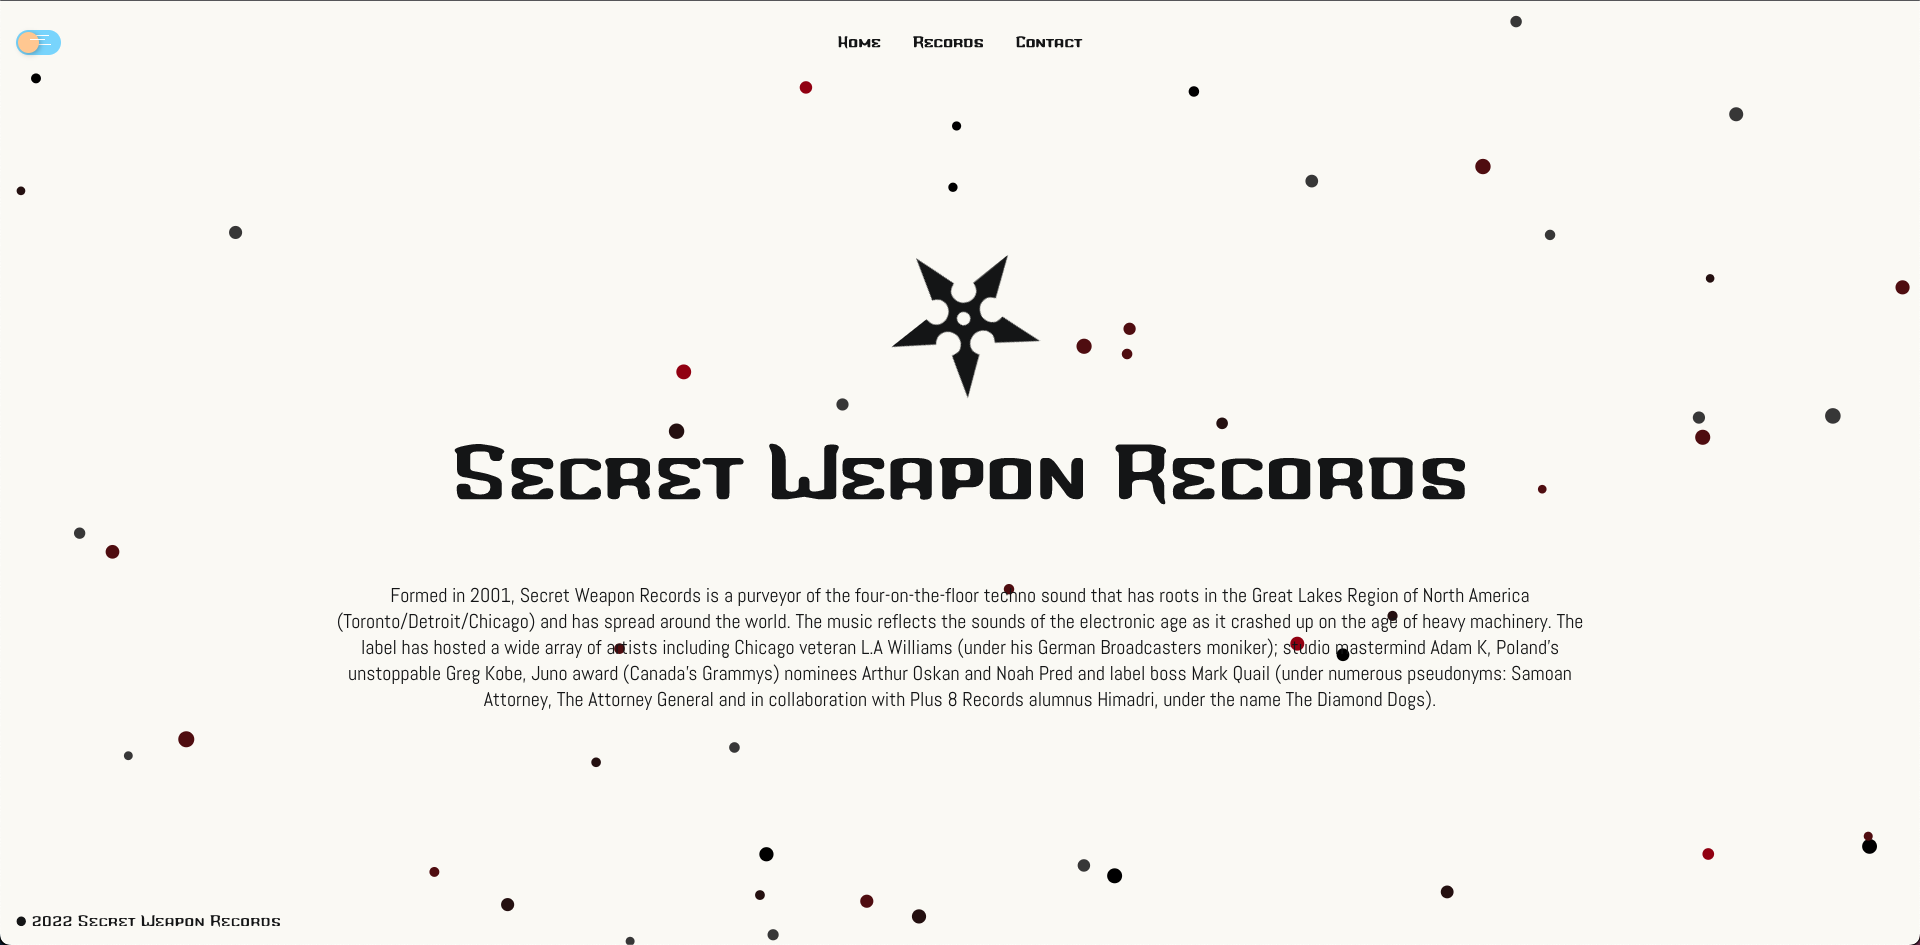 Home Records Contact
Secret Weapon Records
Formed in 2001, Secret Weapon Records is a purveyor of the four-on-the-floor techno sound that has roots in the Great Lakes Region of North America
(Toronto/Detroit/Chicago) and has spread around the world. The music reflects the sounds of the electronic age as it crashed up on the age of heavy machinery. The
label has hosted a wide array of artists including Chicago veteran L.A Williams (under his German Broadcasters moniker); studio mastermind Adam K, Poland's
unstoppable Greg Kobe, Juno award (Canada's Grammys) nominees Arthur Oskan and Noah Pred and label boss Mark Quail (under numerous pseudonyms: Samoan
Attorney, The Attorney General and in collaboration with Plus 8 Records alumnus Himadri, under the name The Diamond Dogs).
2022 Secret Weapon Records